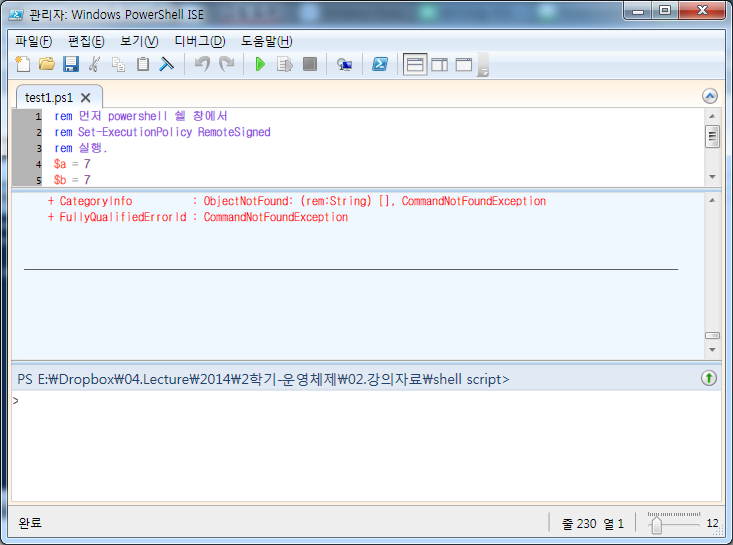 관리자: Windows PowerShell ISE
파일(F) 편집(E) 보기(V) 디버그(D) 도움말(H)
test1.ps1
1 rem 먼저 powershell 쉘 창에서
2 rem Set-ExecutionPolicy RemoteSigned
3 rem 실행.
4 $a = 7
5 $b = 7
+ CategoryInfo : ObjectNotFound: (rem:String) [], CommandNotFoundException
+ FullyQualifiedErrorId : CommandNotFoundException
PS E:₩Dropbox₩04.Lecture₩2014₩2학기-운영체제₩02.강의자료₩shell script>
>
완료 줄 230 열 1 12